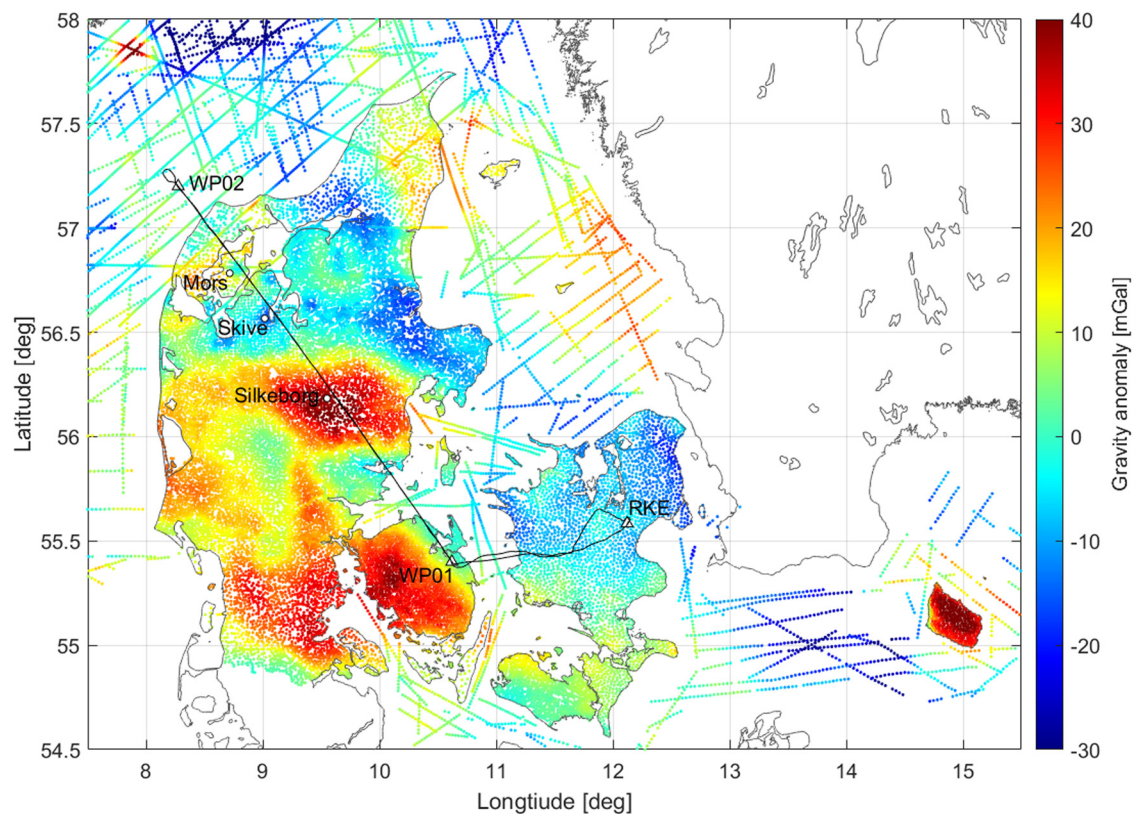 58
57.5
57
56.5
56
55.5
55
54.5
Latitude [deg]
WP02
Mors
Skive
Silkeborg
RKE
WP01
8
9
10
11
12
13
14
15
Longtiude [deg]
40
30
20
10
0
-10
-20
-30
Gravity anomaly [mGal]